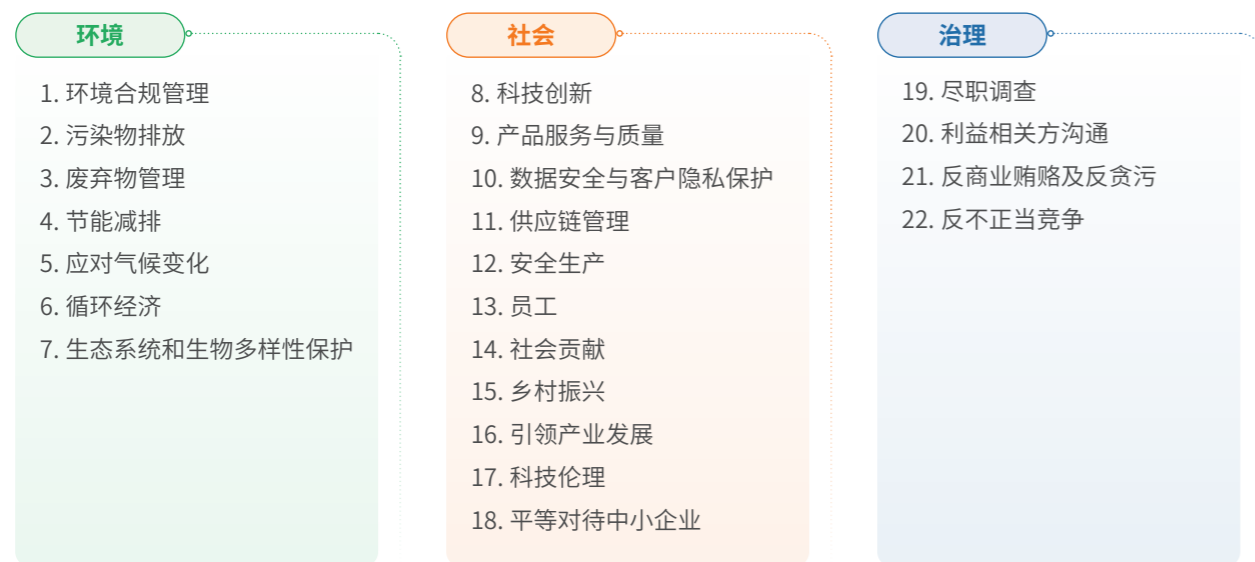 环境
1. 环境合规管理
2. 污染物排放
3. 废弃物管理
4. 节能减排
5. 应对气候变化
6. 循环经济
7. 生态系统和生物多样性保护
社会
8. 科技创新
9. 产品服务与质量
10. 数据安全与客户隐私保护
11. 供应链管理
12. 安全生产
13. 员工
14. 社会贡献
15. 乡村振兴
16. 引领产业发展
17. 科技伦理
18. 平等对待中小企业
治理
19. 尽职调查
20. 利益相关方沟通
21. 反商业贿赂及反贪污
22. 反不正当竞争